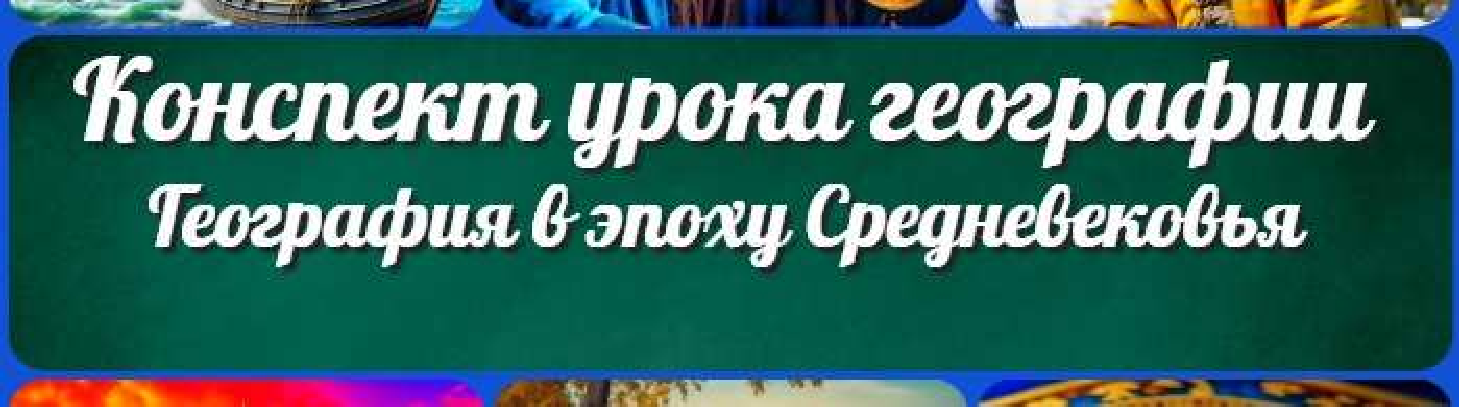 Конспект урока географии
География в эпоху Средневековья